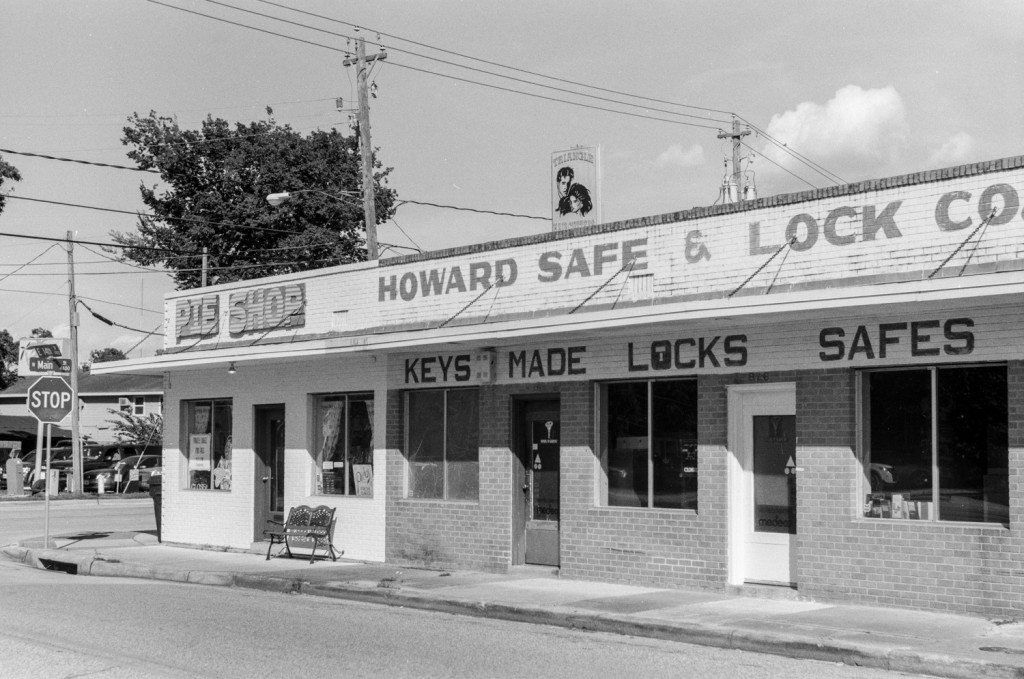 TRIANGLE
HOWARD SAFE & LOCK CO
PIE SHOP
KEYS MADE LOCKS SAFES
Main
STOP